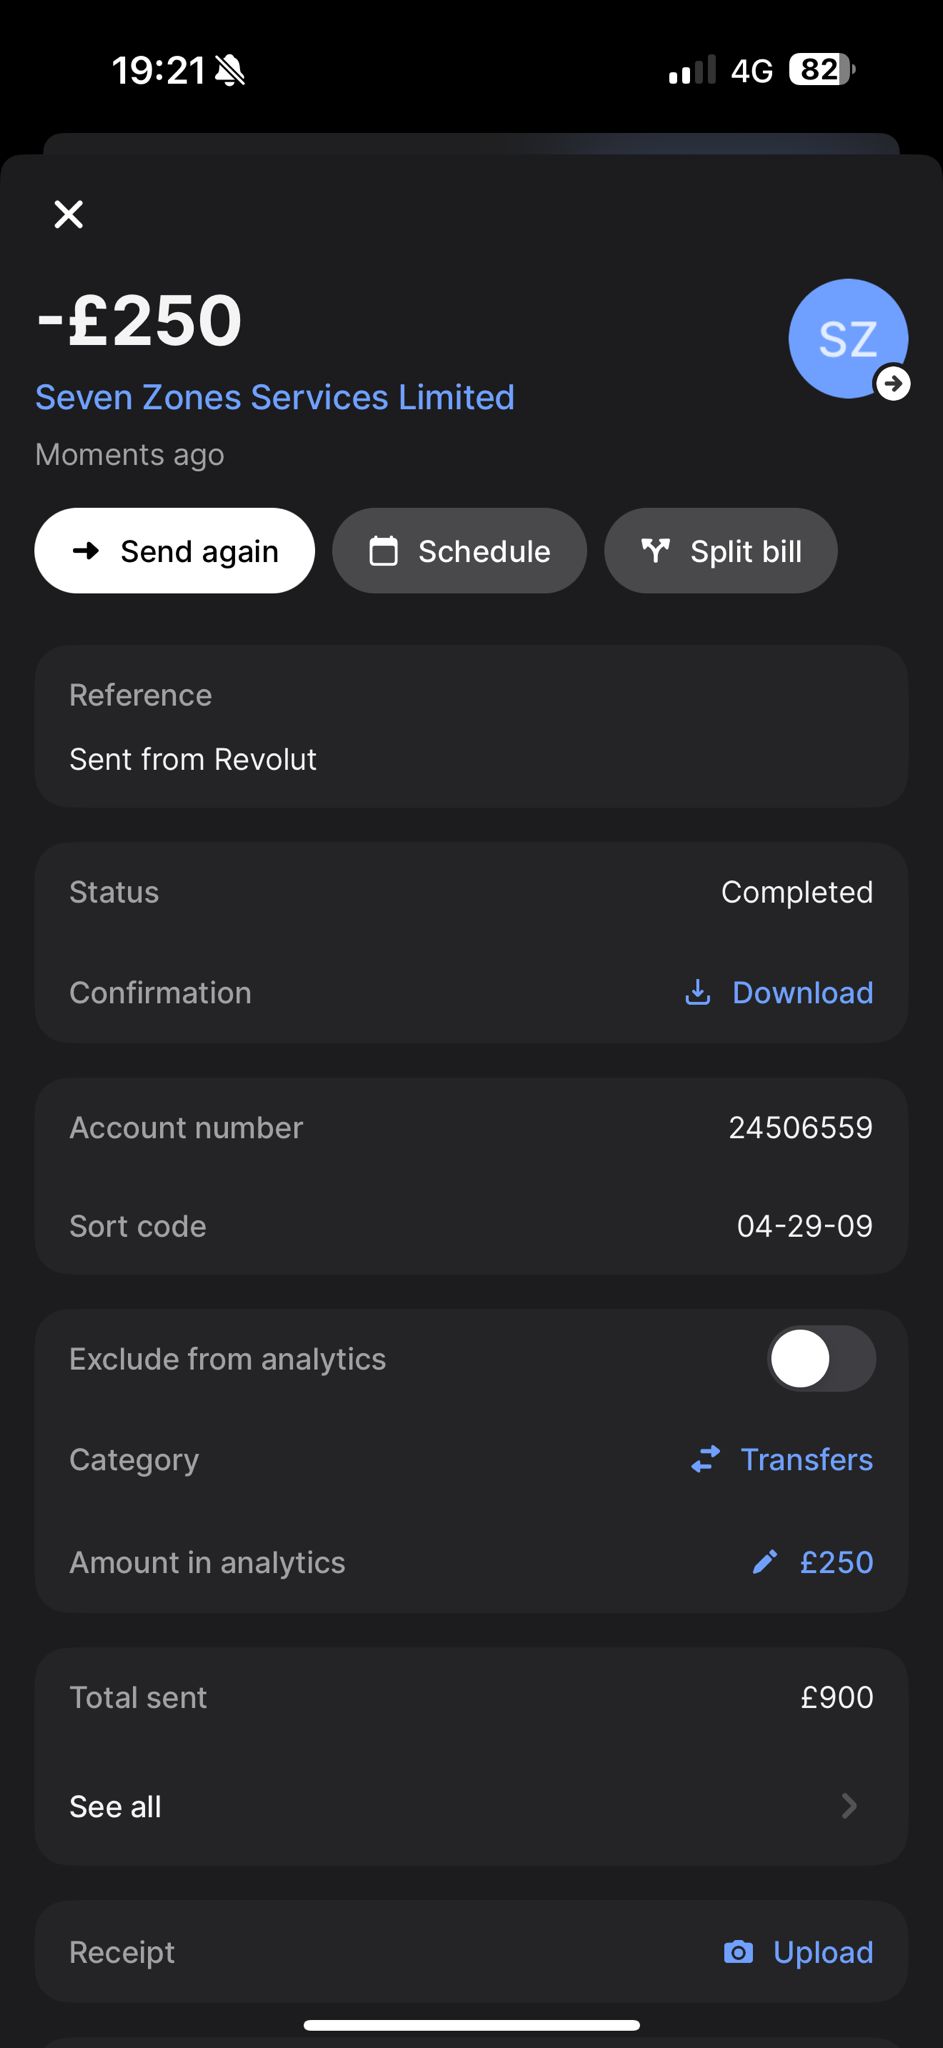 19:21 4G 82
-£250
SZ
Seven Zones Services Limited
Moments ago
Send again Schedule Split bill
Reference
Sent from Revolut
Status Completed
Confirmation Download
Account number 24506559
Sort code 04-29-09
Exclude from analytics
Category Transfers
Amount in analytics £250
Total sent £900
See all
Receipt Upload